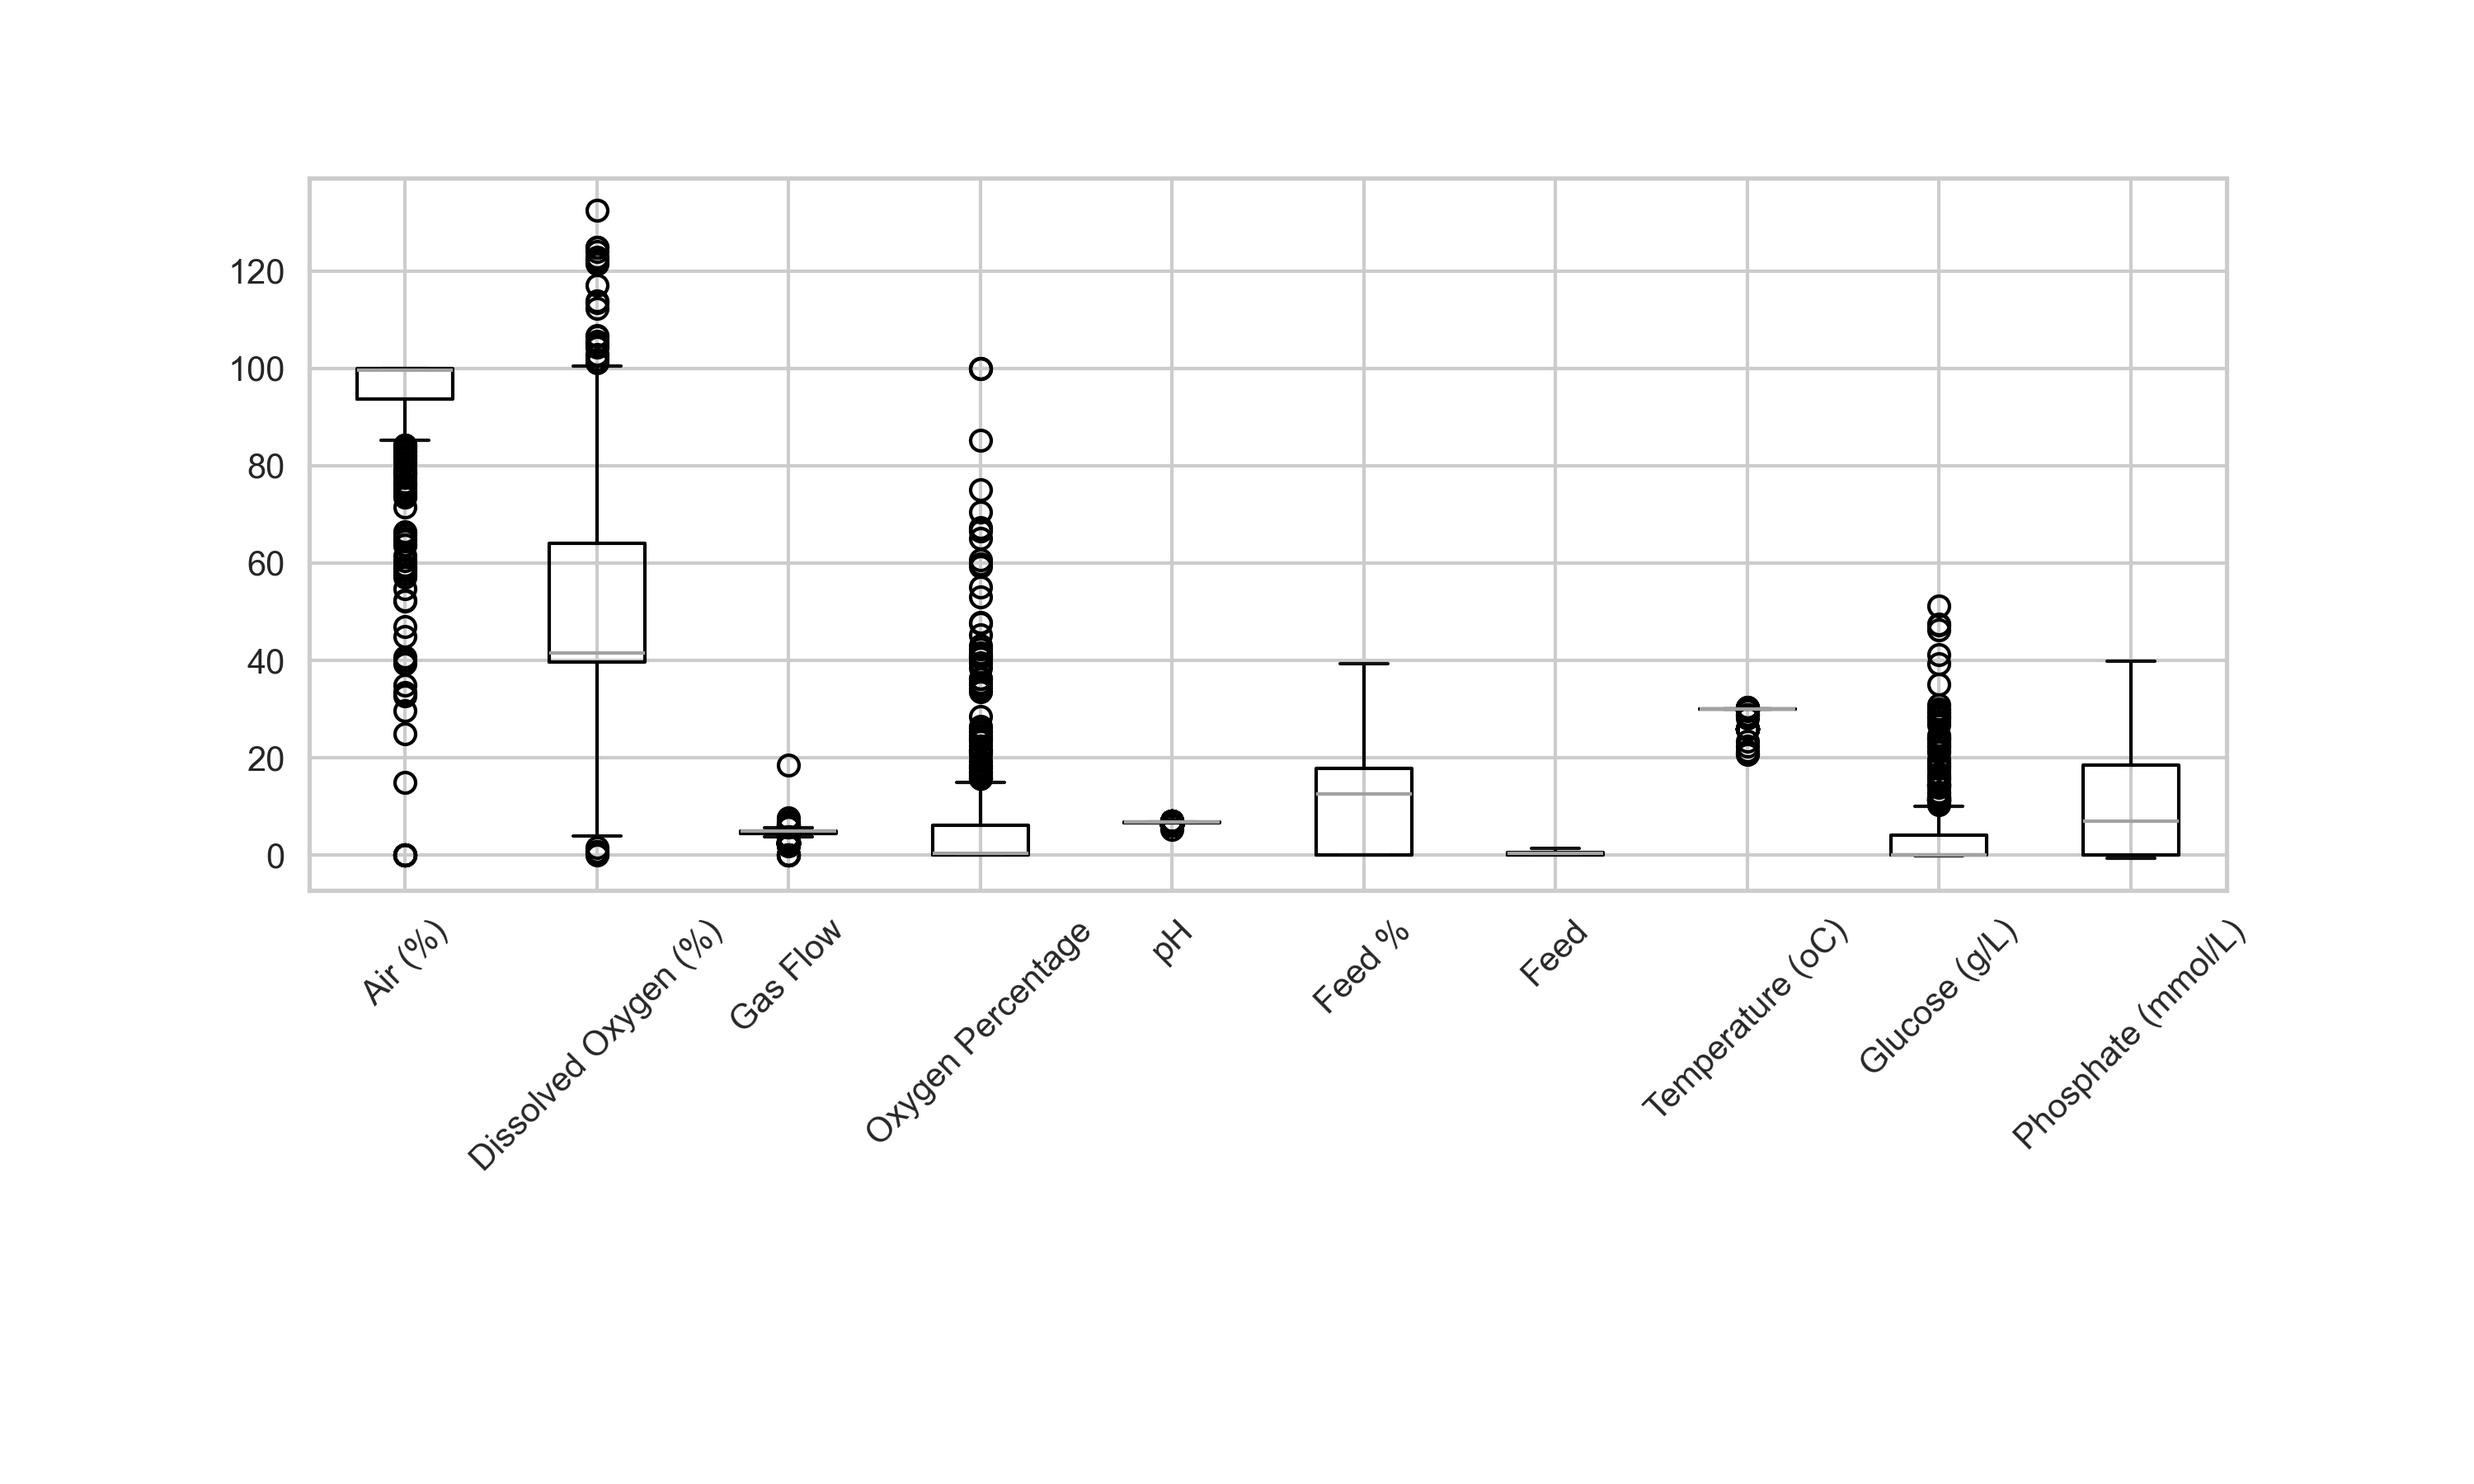 120
100
80
60
40
20
0
Air (%)
Dissolved Oxygen (%)
Gas Flow
Oxygen Percentage
pH
Feed %
Feed
Temperature (oC)
Glucose (g/L)
Phosphate (mmol/L)